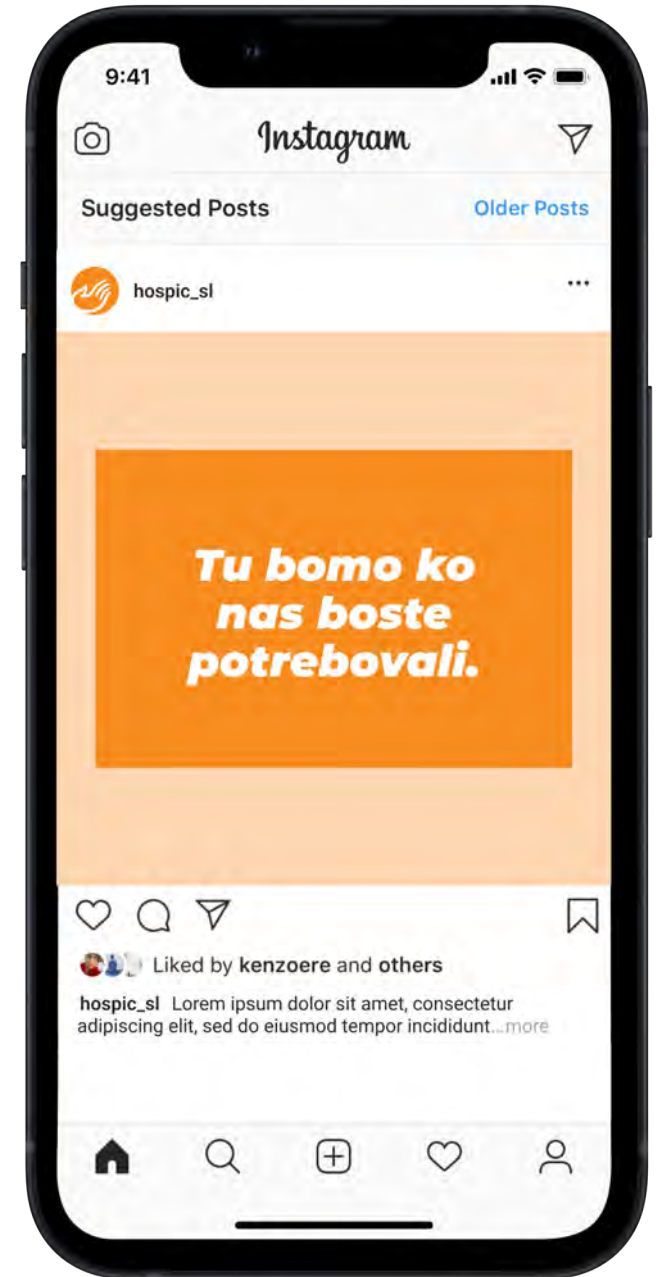 9:41
Instagram
Suggested Posts Older Posts
hospic_sl
Tu bomo ko
nas boste
potrebovali.
Liked by kenzoere and others
hospic_sl Lorem ipsum dolor sit amet, consectetur
adipiscing elit, sed do eiusmod tempor incididunt...more